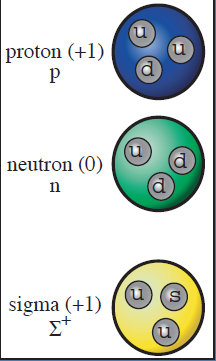 u
u
proton (+1)
d
p
u
d
neutron (0)
d
n
u
s
sigma (+1)
u
Σ⁺